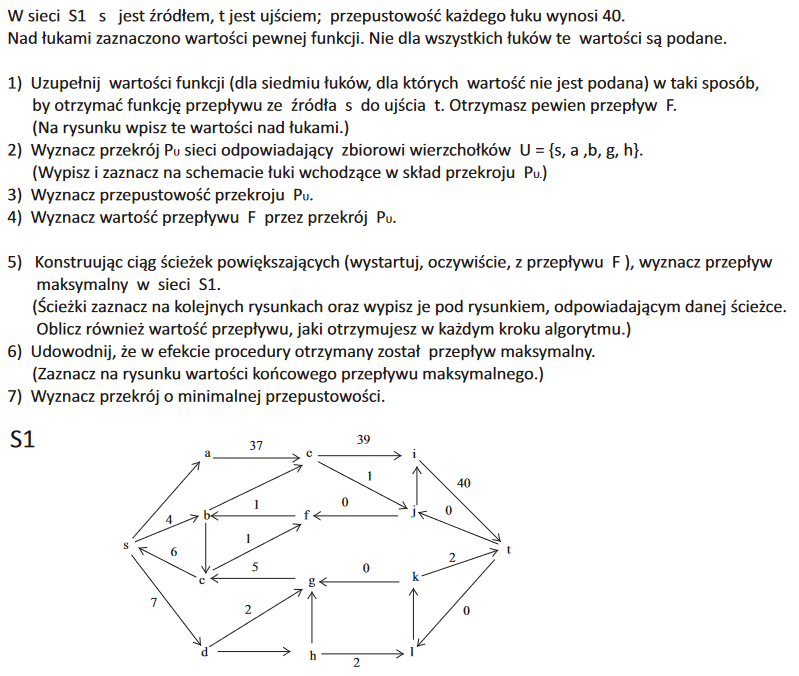 W sieci S1 s jest źródłem, t jest ujściem; przepustowość każdego łuku wynosi 40.
Nad łukami zaznaczono wartości pewnej funkcji. Nie dla wszystkich łuków te wartości są podane.
1) Uzupełnij wartości funkcji (dla siedmiu łuków, dla których wartość nie jest podana) w taki sposób,
by otrzymać funkcję przepływu ze źródła s do ujścia t. Otrzymasz pewien przepływ F.
(Na rysunku wpisz te wartości nad łukami.)
2) Wyznacz przekrój PU sieci odpowiadający zbiorowi wierzchołków U = {s, a ,b, g, h}.
(Wypisz i zaznacz na schemacie łuki wchodzące w skład przekroju PU.)
3) Wyznacz przepustowość przekroju PU.
4) Wyznacz wartość przepływu F przez przekrój PU.
5) Konstruując ciąg ścieżek powiększających (wystartuj, oczywiście, z przepływu F ), wyznacz przepływ
maksymalny w sieci S1.
(Ścieżki zaznacz na kolejnych rysunkach oraz wypisz je pod rysunkiem, odpowiadającym danej ścieżce.
Oblicz również wartość przepływu, jaki otrzymujesz w każdym kroku algorytmu.)
6) Udowodnij, że w efekcie procedury otrzymany został przepływ maksymalny.
(Zaznacz na rysunku wartości końcowego przepływu maksymalnego.)
7) Wyznacz przekrój o minimalnej przepustowości.
S1
39
37
a e i
1 40
1 0 0
4 b f j
s 6 1 t
5 0 2
c g k
7 2 0
d h l
2